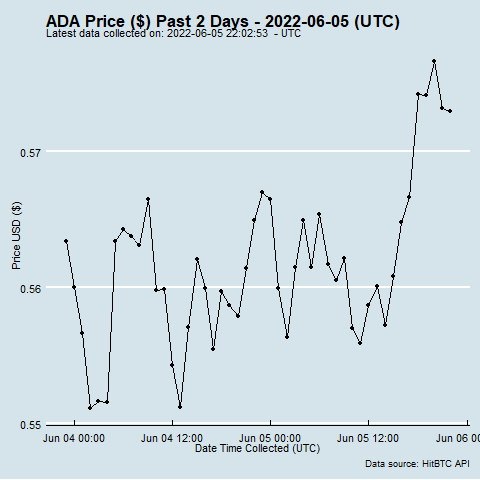 ADA Price ($) Past 2 Days - 2022-06-05 (UTC)
Latest data collected on: 2022-06-05 22:02:53 - UTC
0.57
Price USD ($)
0.56
0.55
Jun 04 00:00 Jun 04 12:00 Jun 05 00:00 Jun 05 12:00 Jun 06 0
Date Time Collected (UTC)
Data source: HitBTC API